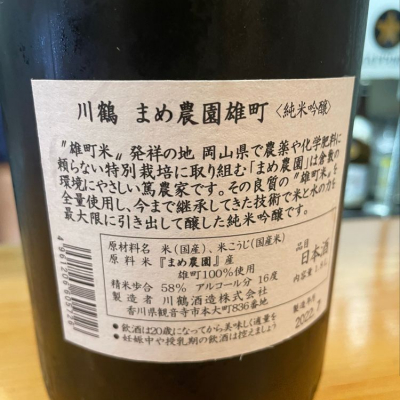 川鶴 まめ農園雄町〈純米吟醸〉
"雄町米〟発祥の地 岡山県で農薬や化学肥料に
頼らない特別栽培に取り組む「まめ農園」は倉敷の
環境にやさしい篤農家です。その良質の"雄町米〟を
全量使用し、今まで継承してきた技術で米と水の力を
最大限に引き出して醸した純米吟醸です。
原材料名 米(国産)、米こうじ(国産米)
原料米『まめ農園』産
雄町100%使用
精米歩合 58% アルコール分 16度
製造者 川鶴酒造株式会社
香川県観音寺市本大町836番地
品目
日本酒
内容量
製造年月
2022.
●飲酒は20歳になってから美味しく適量を
●妊娠中や授乳期の飲酒は控えましょう